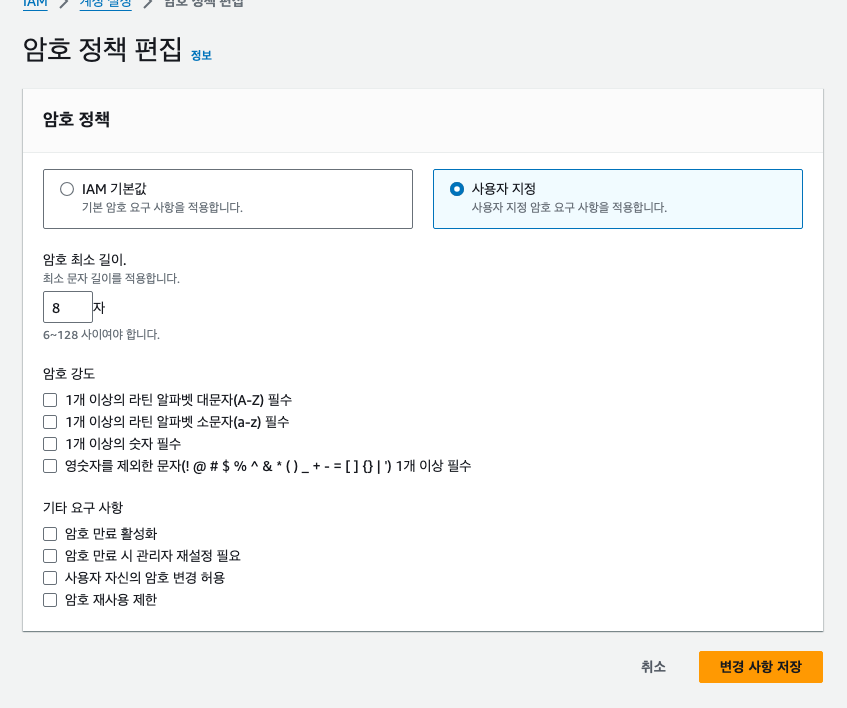 IAM > 계정 설정 > 암호 정책 편집
암호 정책 편집 정보
암호 정책
IAM 기본값
기본 암호 요구 사항을 적용합니다.
사용자 지정
사용자 지정 암호 요구 사항을 적용합니다.
암호 최소 길이.
최소 문자 길이를 적용합니다.
8 자
6~128 사이여야 합니다.
암호 강도
1개 이상의 라틴 알파벳 대문자(A-Z) 필수
1개 이상의 라틴 알파벳 소문자(a-z) 필수
1개 이상의 숫자 필수
영숫자를 제외한 문자(! @ # $ % ^ & * ( ) _ + - = [ ] {} | ') 1개 이상 필수
기타 요구 사항
암호 만료 활성화
암호 만료 시 관리자 재설정 필요
사용자 자신의 암호 변경 허용
암호 재사용 제한
취소
변경 사항 저장